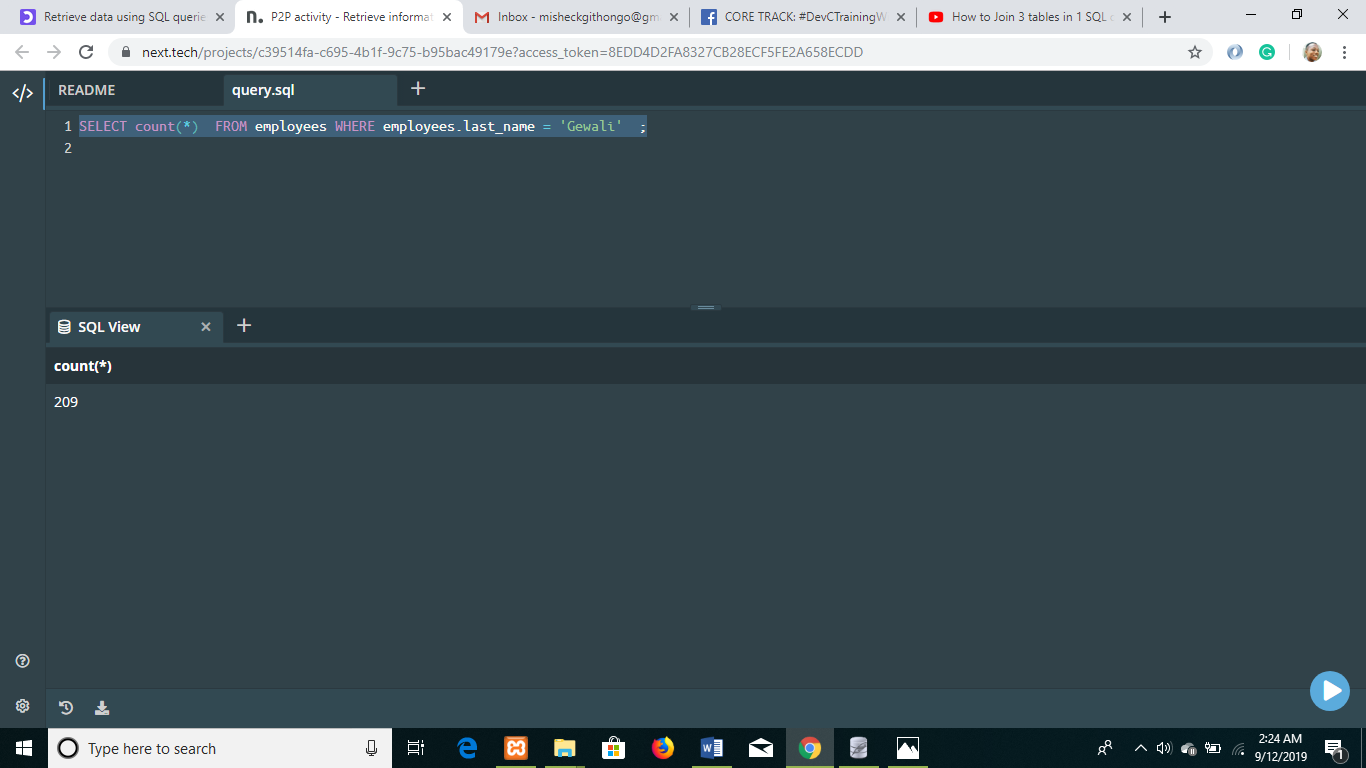 Retrieve data using SQL querie
P2P activity - Retrieve informat
Inbox - misheckgithongo@gm
CORE TRACK: #DevCTrainingW
How to Join 3 tables in 1 SQL
next.tech/projects/c39514fa-c695-4b1f-9c75-b95bac49179e?access_token=8EDD4D2FA8327CB28ECF5FE2A658ECDD
README
query.sql
1 SELECT count(*)  FROM employees WHERE employees.last_name = 'Gewali'  ;
2
SQL View
count(*)
209
Type here to search
2:24 AM
9/12/2019
1